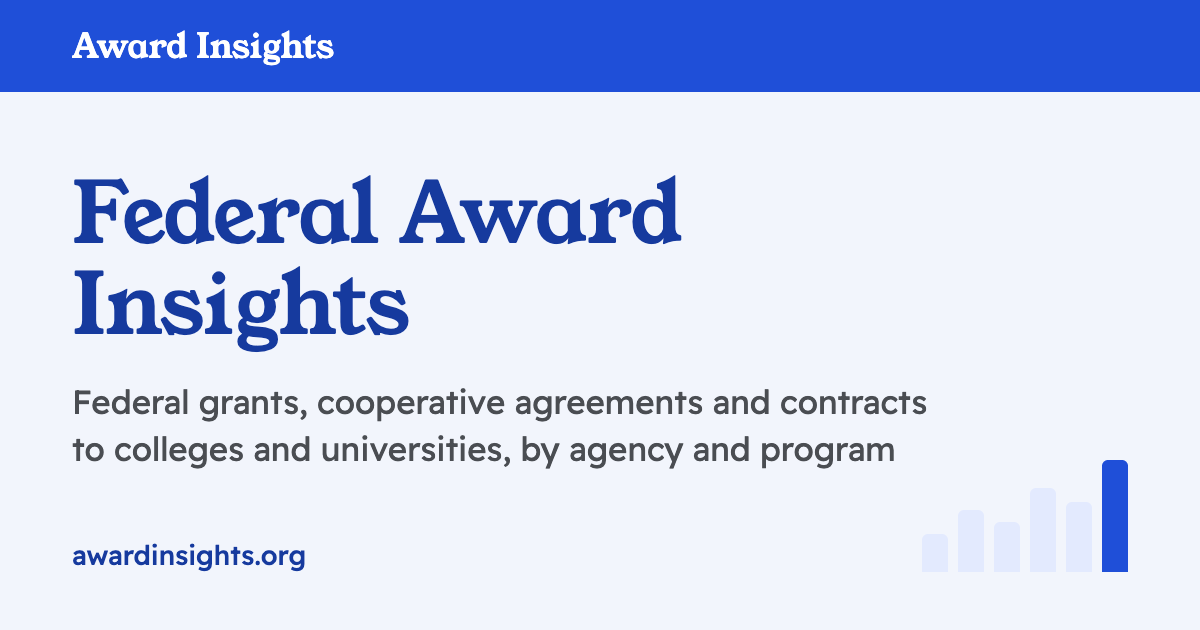 Award Insights
Federal Award
Insights
Federal grants, cooperative agreements and contracts
to colleges and universities, by agency and program
awardinsights.org